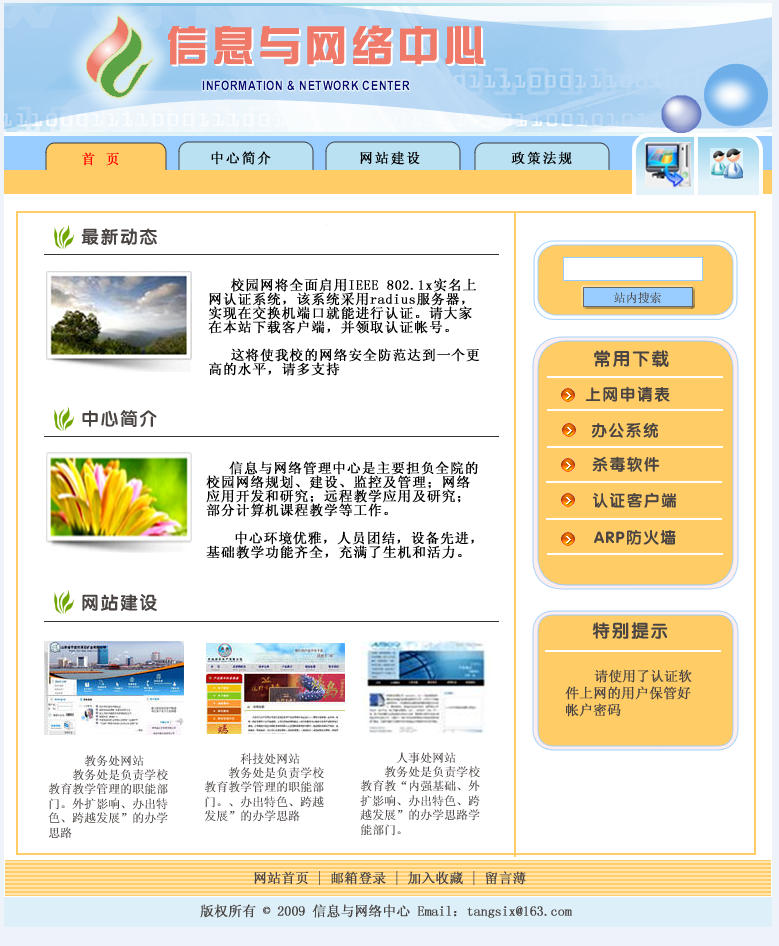 信息与网络中心
INFORMATION & NETWORK CENTER
首 页
中心简介
网站建设
政策法规
最新动态
校园网将全面启用IEEE 802.1x实名上
网认证系统，该系统采用radius服务器，
实现在交换机端口就能进行认证。请大家
在本站下载客户端，并领取认证帐号。
这将使我校的网络安全防范达到一个更
高的水平，请多支持
中心简介
信息与网络管理中心是主要担负全院的
校园网络规划、建设、监控及管理；网络
应用开发和研究；远程教学应用及研究；
部分计算机课程教学等工作。
中心环境优雅，人员团结，设备先进，
基础教学功能齐全，充满了生机和活力。
网站建设
教务处网站
教务处是负责学校
教育教学管理的职能部
门。外扩影响、办出特
色、跨越发展”的办学
思路
科技处网站
教务处是负责学校
教育教学管理的职能部
门。、办出特色、跨越
发展”的办学思路
人事处网站
教务处是负责学校
教育教“内强基础、外
扩影响、办出特色、跨
越发展”的办学思路学
能部门。
站内搜索
常用下载
上网申请表
办公系统
杀毒软件
认证客户端
ARP防火墙
特别提示
请使用了认证软
件上网的用户保管好
帐户密码
网站首页 | 邮箱登录 | 加入收藏 | 留言薄
版权所有 © 2009 信息与网络中心 Email：tangsix@163.com